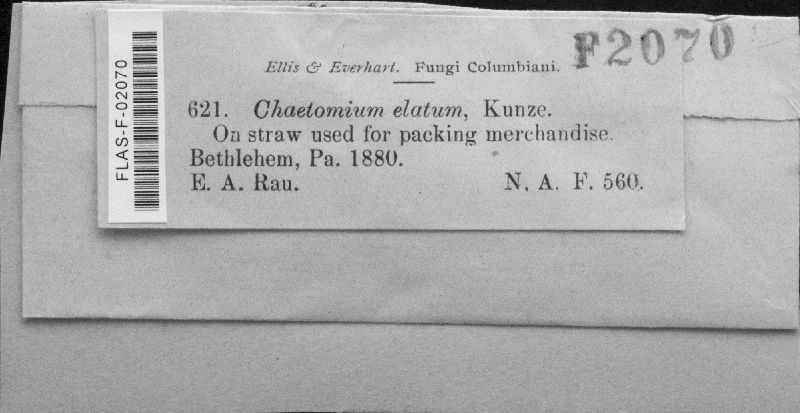 F2070
FLAS-F-02070
Ellis & Everhart. Fungi Columbiani.
621. Chaetomium elatum, Kunze.
On straw used for packing merchandise.
Bethlehem, Pa. 1880.
E. A. Rau. N. A. F. 560.